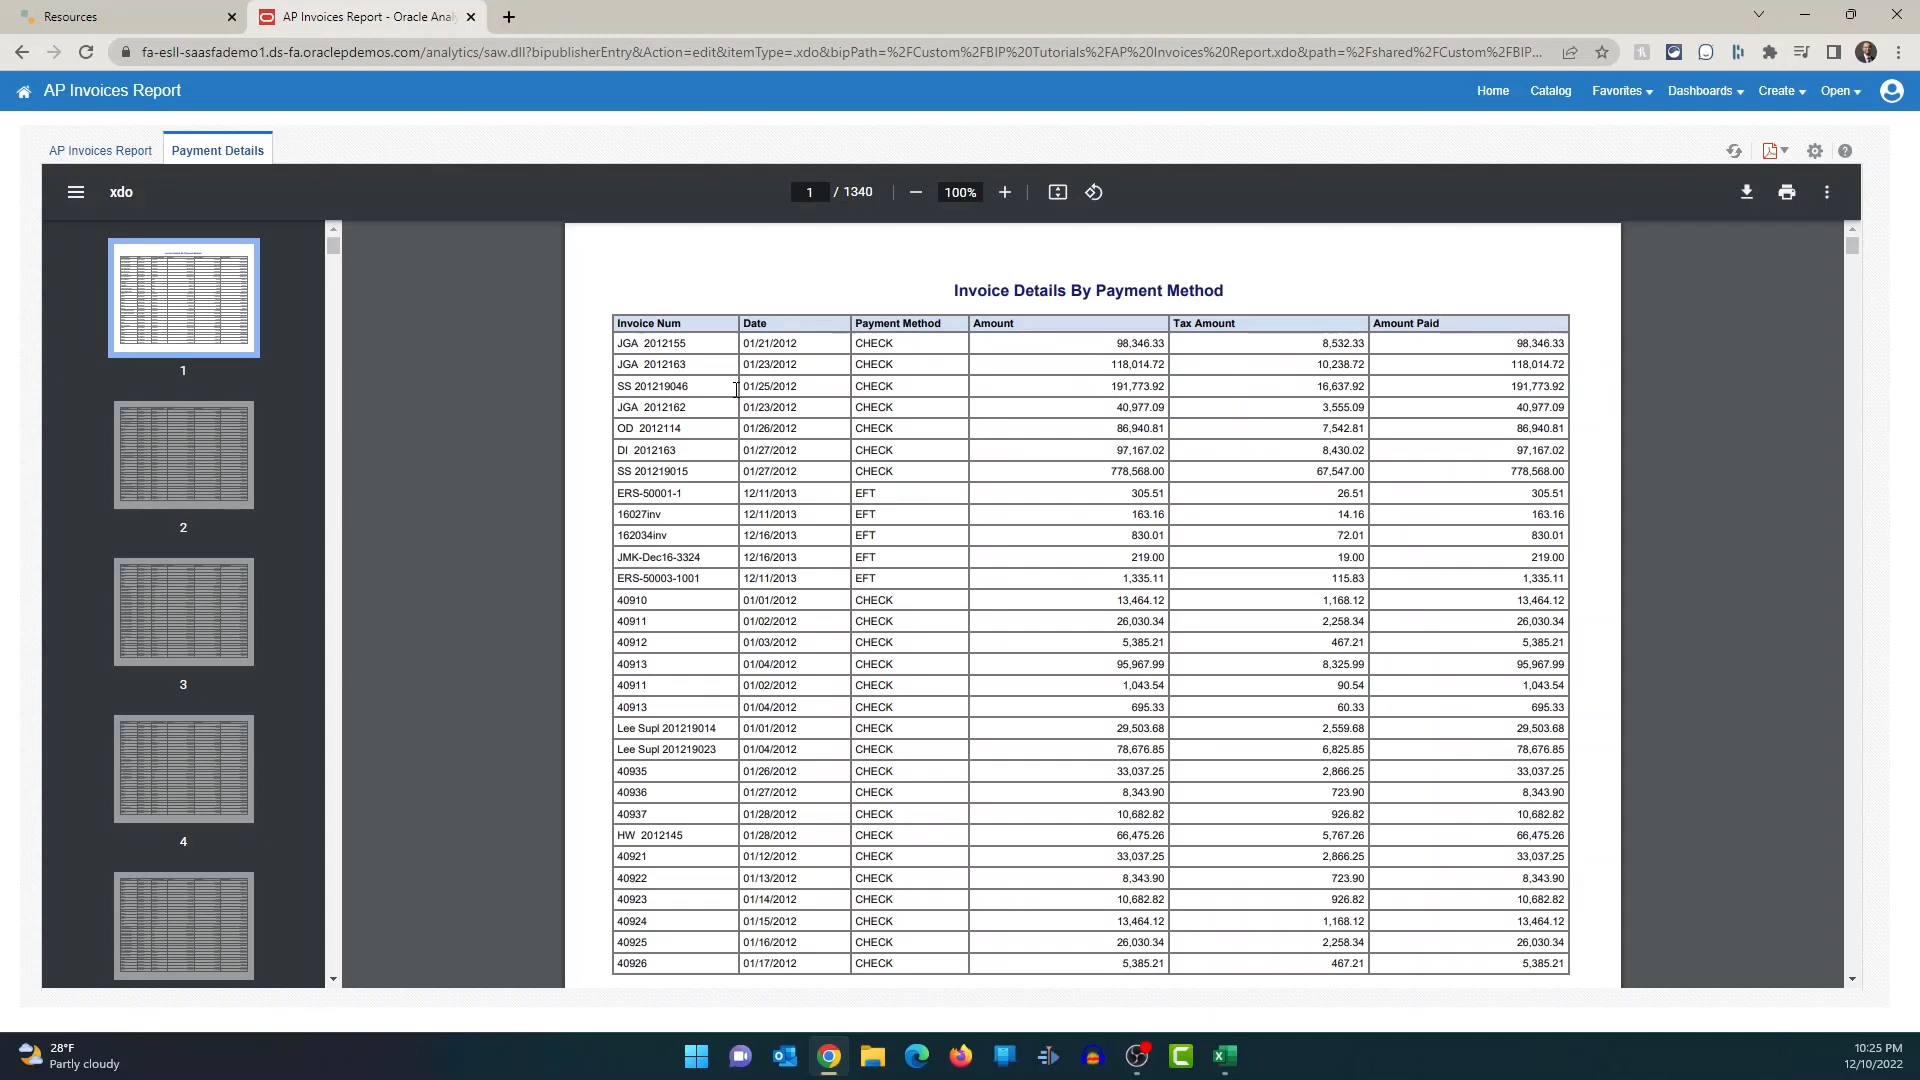 Resources
AP Invoices Report - Oracle Anal
fa-esll-saasfademo1.ds-fa.oraclepdemos.com/analytics/saw.dll?bipublisherEntry&Action=edit&itemType=.xdo&bipPath=%2FCustom%2FBIP%20Tutorials%2FAP%20Invoices%20Report.xdo&path=%2Fshared%2FCustom%2FBIP...
AP Invoices Report
Home Catalog Favorites Dashboards Create Open
AP Invoices Report Payment Details
xdo
1 / 1340
100%
1
2
3
4
Invoice Details By Payment Method
Invoice Num Date Payment Method Amount Tax Amount Amount Paid
JGA 2012155 01/21/2012 CHECK 98,346.33 8,532.33 98,346.33
JGA 2012163 01/23/2012 CHECK 118,014.72 10,238.72 118,014.72
SS 201219046 01/25/2012 CHECK 191,773.92 16,637.92 191,773.92
JGA 2012162 01/23/2012 CHECK 40,977.09 3,555.09 40,977.09
OD 2012114 01/26/2012 CHECK 86,940.81 7,542.81 86,940.81
DI 2012163 01/27/2012 CHECK 97,167.02 8,430.02 97,167.02
SS 201219015 01/27/2012 CHECK 778,568.00 67,547.00 778,568.00
ERS-50001-1 12/11/2013 EFT 305.51 26.51 305.51
16027inv 12/11/2013 EFT 163.16 14.16 163.16
162034inv 12/16/2013 EFT 830.01 72.01 830.01
JMK-Dec16-3324 12/16/2013 EFT 219.00 19.00 219.00
ERS-50003-1001 12/11/2013 EFT 1,335.11 115.83 1,335.11
40910 01/01/2012 CHECK 13,464.12 1,168.12 13,464.12
40911 01/02/2012 CHECK 26,030.34 2,258.34 26,030.34
40912 01/03/2012 CHECK 5,385.21 467.21 5,385.21
40913 01/04/2012 CHECK 95,967.99 8,325.99 95,967.99
40911 01/02/2012 CHECK 1,043.54 90.54 1,043.54
40913 01/04/2012 CHECK 695.33 60.33 695.33
Lee Supl 201219014 01/01/2012 CHECK 29,503.68 2,559.68 29,503.68
Lee Supl 201219023 01/04/2012 CHECK 78,676.85 6,825.85 78,676.85
40935 01/26/2012 CHECK 33,037.25 2,866.25 33,037.25
40936 01/27/2012 CHECK 8,343.90 723.90 8,343.90
40937 01/28/2012 CHECK 10,682.82 926.82 10,682.82
HW 2012145 01/28/2012 CHECK 66,475.26 5,767.26 66,475.26
40921 01/12/2012 CHECK 33,037.25 2,866.25 33,037.25
40922 01/13/2012 CHECK 8,343.90 723.90 8,343.90
40923 01/14/2012 CHECK 10,682.82 926.82 10,682.82
40924 01/15/2012 CHECK 13,464.12 1,168.12 13,464.12
40925 01/16/2012 CHECK 26,030.34 2,258.34 26,030.34
40926 01/17/2012 CHECK 5,385.21 467.21 5,385.21
28°F
Partly cloudy
10:25 PM
12/10/2022